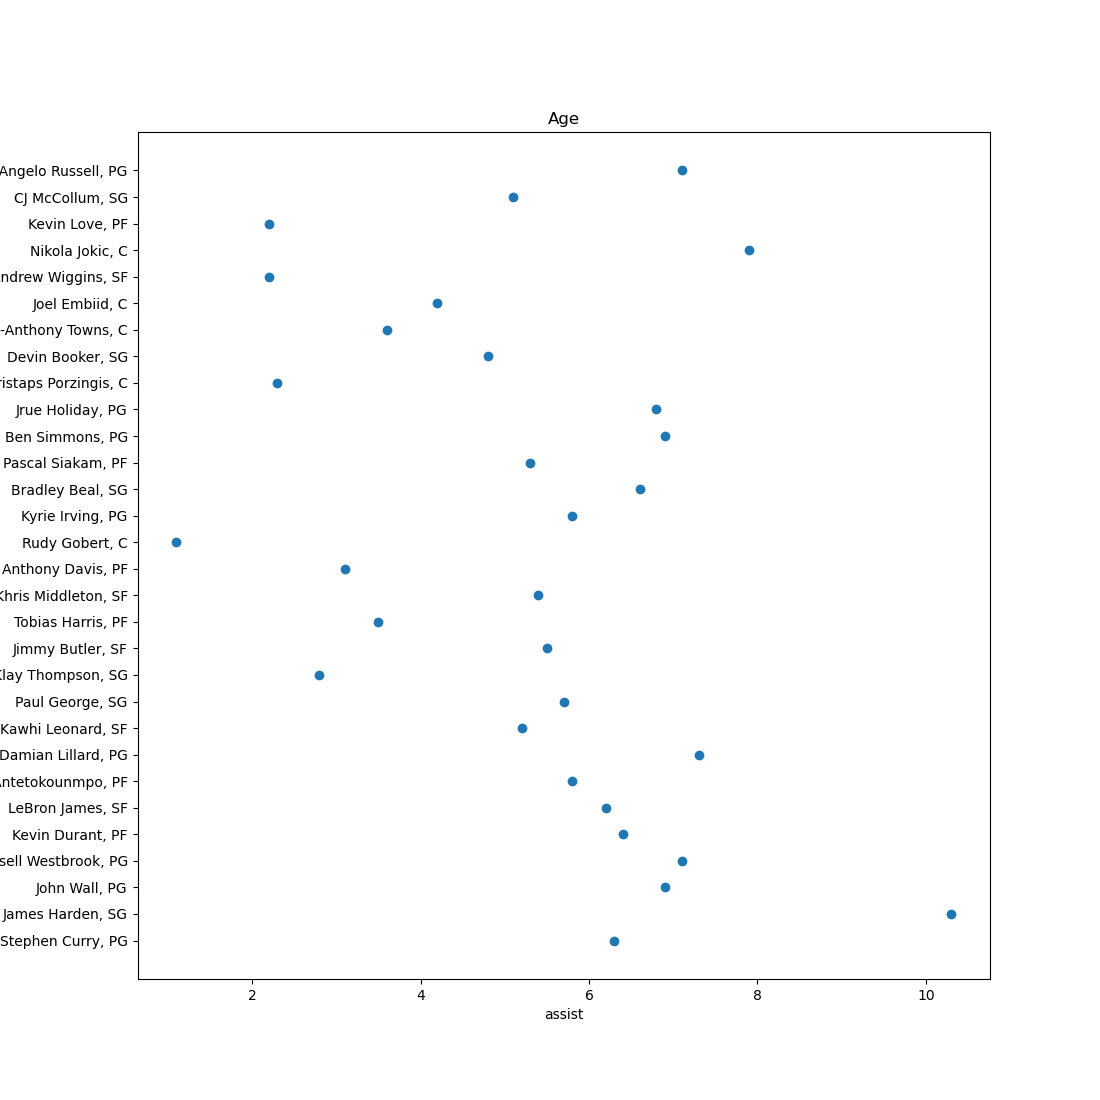 Age
Angelo Russell, PG
CJ McCollum, SG
Kevin Love, PF
Nikola Jokic, C
ndrew Wiggins, SF
Joel Embiid, C
-Anthony Towns, C
Devin Booker, SG
ristaps Porzingis, C
Jrue Holiday, PG
Ben Simmons, PG
Pascal Siakam, PF
Bradley Beal, SG
Kyrie Irving, PG
Rudy Gobert, C
Anthony Davis, PF
Khris Middleton, SF
Tobias Harris, PF
Jimmy Butler, SF
Klay Thompson, SG
Paul George, SG
Kawhi Leonard, SF
Damian Lillard, PG
Antetokounmpo, PF
LeBron James, SF
Kevin Durant, PF
sell Westbrook, PG
John Wall, PG
James Harden, SG
Stephen Curry, PG
2 4 6 8 10
assist